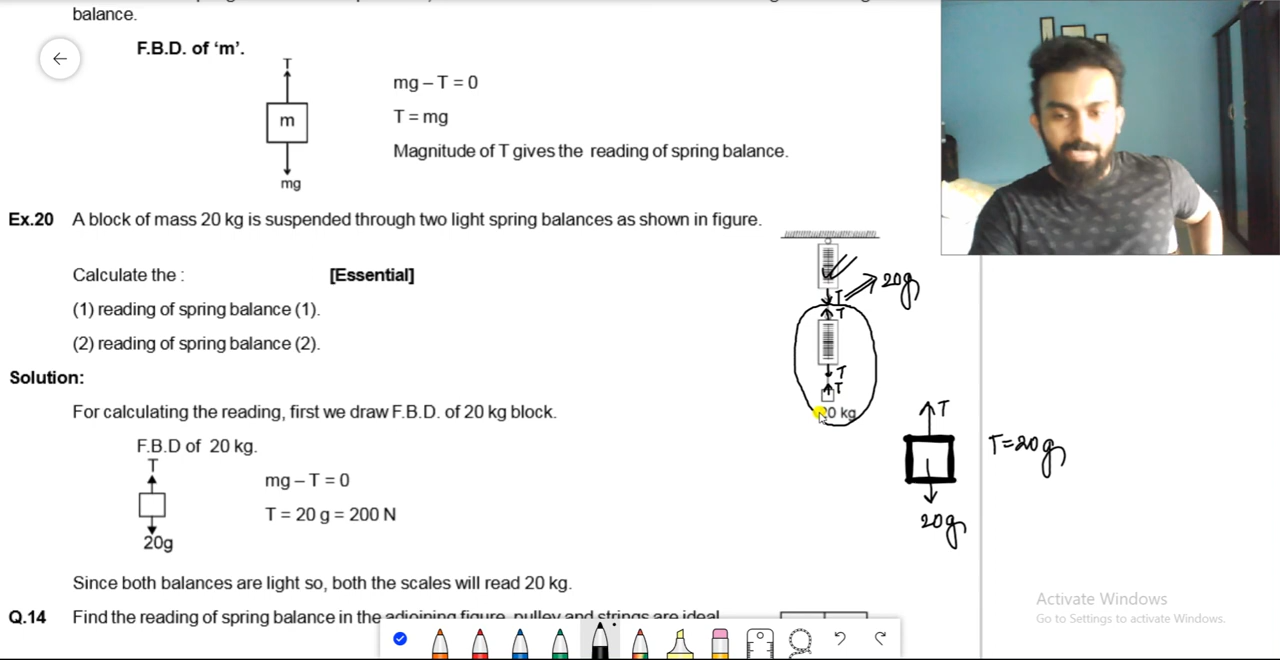 balance.
F.B.D. of ‘m’.
T
m
mg
mg – T = 0
T = mg
Magnitude of T gives the reading of spring balance.
Ex.20 A block of mass 20 kg is suspended through two light spring balances as shown in figure.
Calculate the : [Essential]
(1) reading of spring balance (1).
(2) reading of spring balance (2).
T
20g
T
T
T
0 kg
Solution:
For calculating the reading, first we draw F.B.D. of 20 kg block.
F.B.D of 20 kg.
T
20g
mg – T = 0
T = 20 g = 200 N
T
T=20g
20g
Since both balances are light so, both the scales will read 20 kg.
Q.14 Find the reading of spring balance in the adjoining figure, pulley and strings are ideal
Activate Windows
Go to Settings to activate Windows.